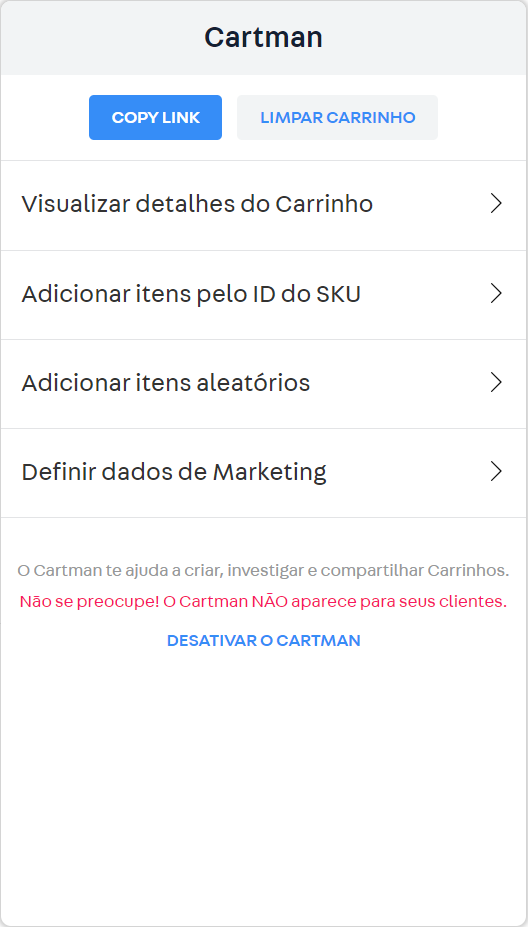 Cartman
COPY LINK
LIMPAR CARRINHO
Visualizar detalhes do Carrinho
Adicionar itens pelo ID do SKU
Adicionar itens aleatórios
Definir dados de Marketing
O Cartman te ajuda a criar, investigar e compartilhar Carrinhos.
Não se preocupe! O Cartman NÃO aparece para seus clientes.
DESATIVAR O CARTMAN